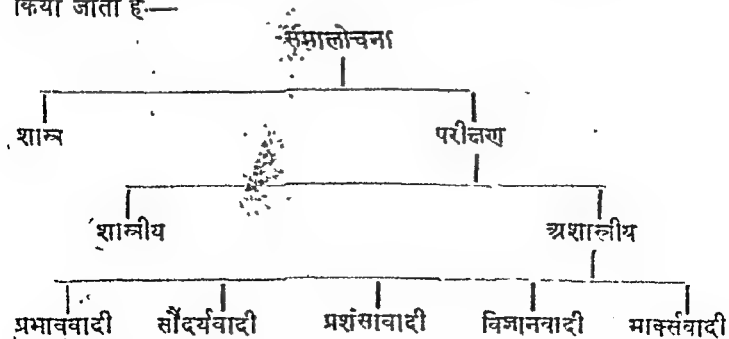 किया जाता है—
समालोचना
शास्त्र परीक्षण
शास्त्रीय अशास्त्रीय
प्रभाववादी सौंदर्यवादी प्रशंसावादी विज्ञानवादी मार्क्सवादी